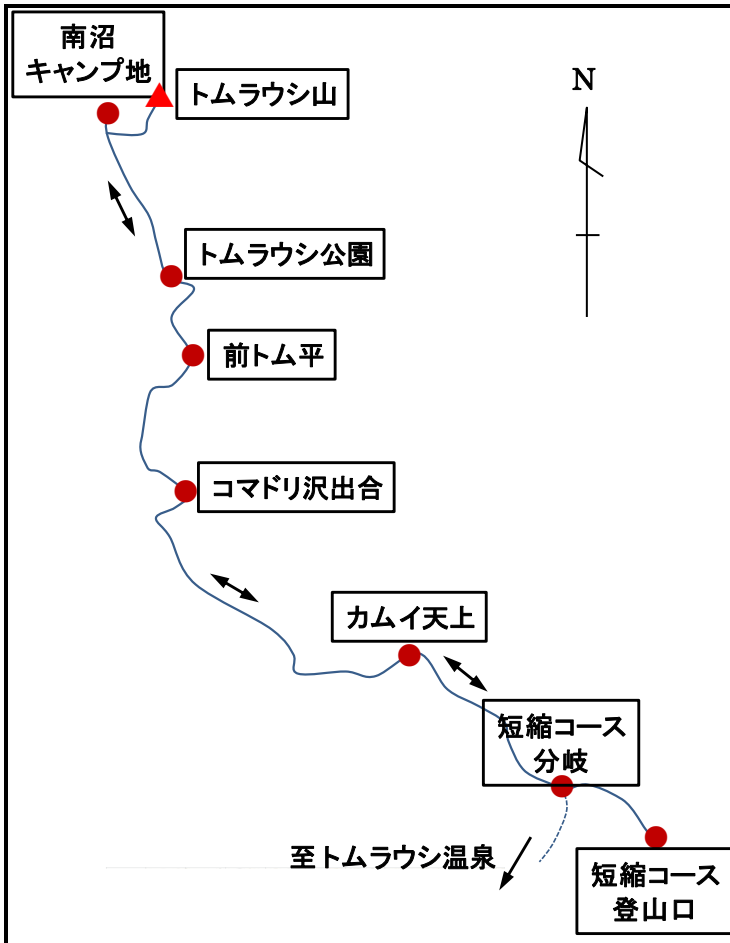 南沼
キャンプ地
トムラウシ山
N
トムラウシ公園
前トム平
コマドリ沢出合
カムイ天上
短縮コース
分岐
至トムラウシ温泉
短縮コース
登山口